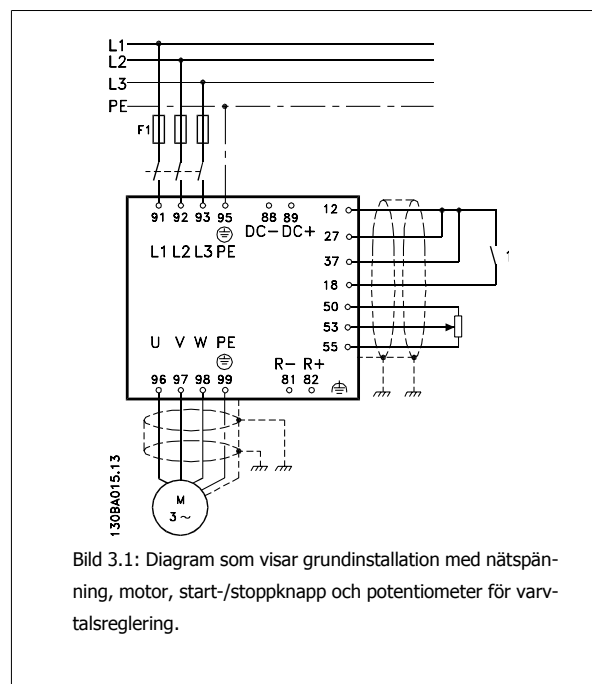 L1
L2
L3
PE
F1
91 92 93 95 88 89 12
DC- DC+
27
L1 L2 L3 PE
37
18
50
U V W PE
53
55
R- R+
96 97 98 99 81 82
M
3~
130BA015.13
Bild 3.1: Diagram som visar grundinstallation med nätspän-
ning, motor, start-/stoppknapp och potentiometer för varv-
talsreglering.